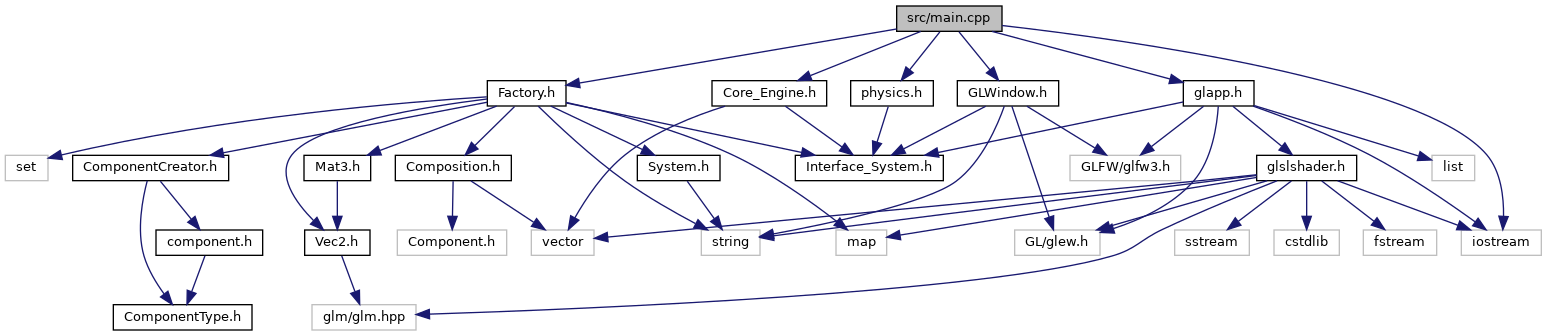 src/main.cpp
Factory.h
Core_Engine.h
physics.h
GLWindow.h
glapp.h
set
ComponentCreator.h
Mat3.h
Composition.h
System.h
Interface_System.h
GLFW/glfw3.h
glslshader.h
list
component.h
Vec2.h
Component.h
vector
string
map
GL/glew.h
sstream
cstdlib
fstream
iostream
ComponentType.h
glm/glm.hpp